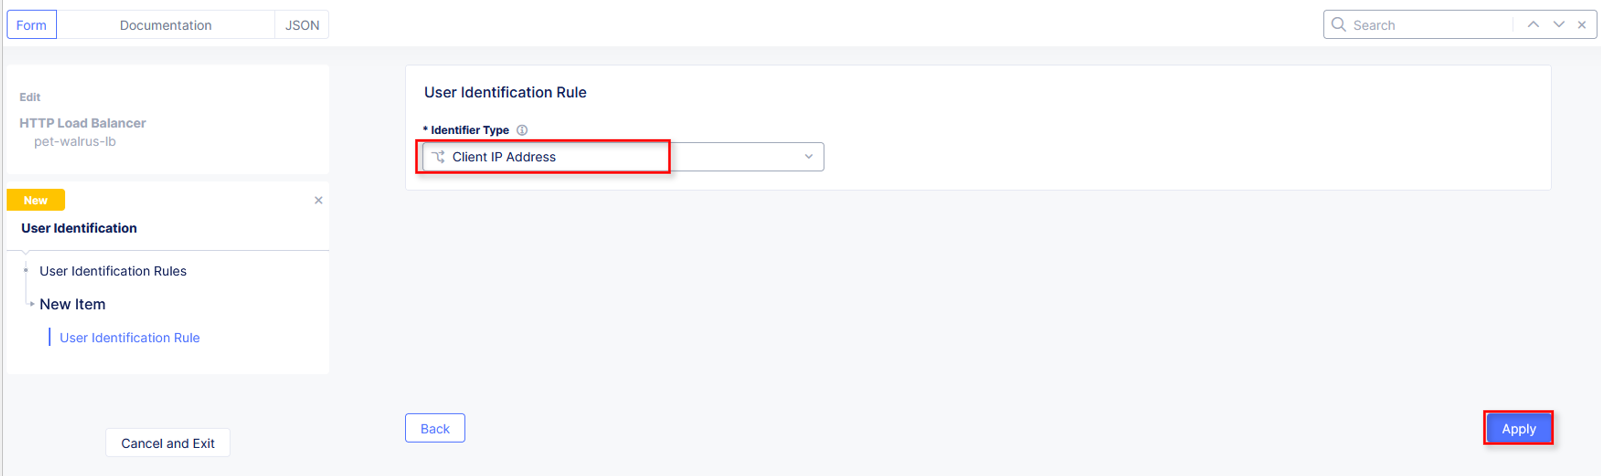 Form
Documentation
JSON
Search
Edit
HTTP Load Balancer
pet-walrus-lb
New
User Identification
User Identification Rules
New Item
User Identification Rule
User Identification Rule
* Identifier Type
Client IP Address
Back
Apply
Cancel and Exit